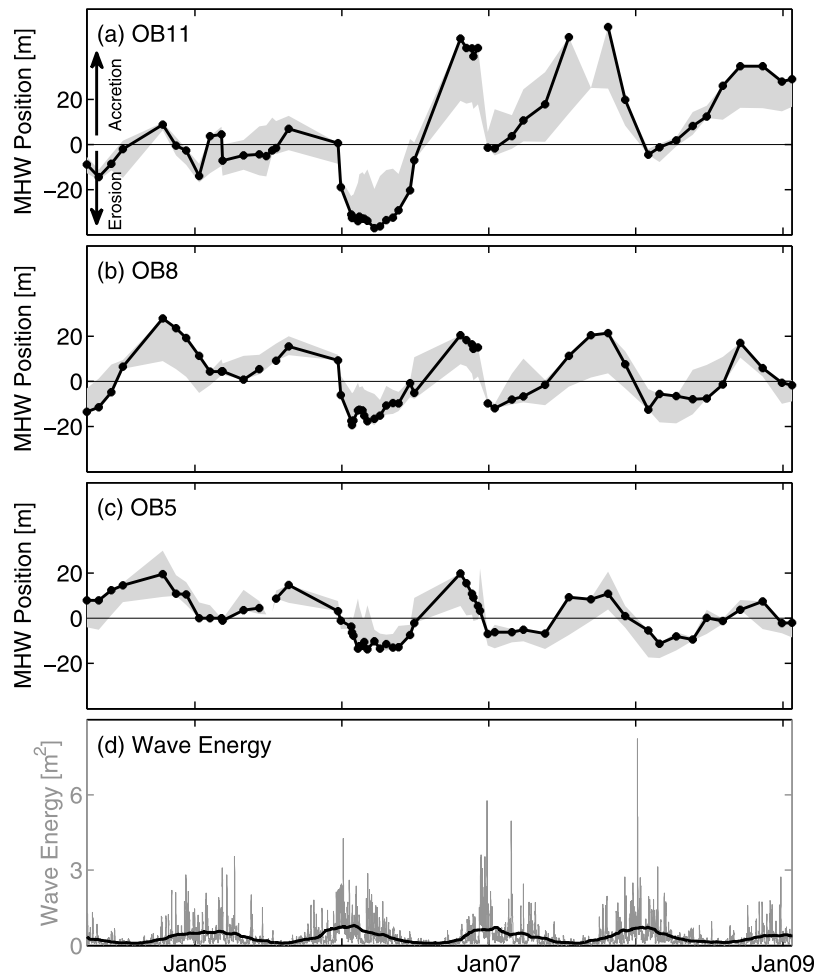 (a) OB11
MHW Position [m]
20
0
−20
Accretion
Erosion
(b) OB8
MHW Position [m]
20
0
−20
(c) OB5
MHW Position [m]
20
0
−20
(d) Wave Energy
Wave Energy [m²]
6
3
0
Jan05 Jan06 Jan07 Jan08 Jan09